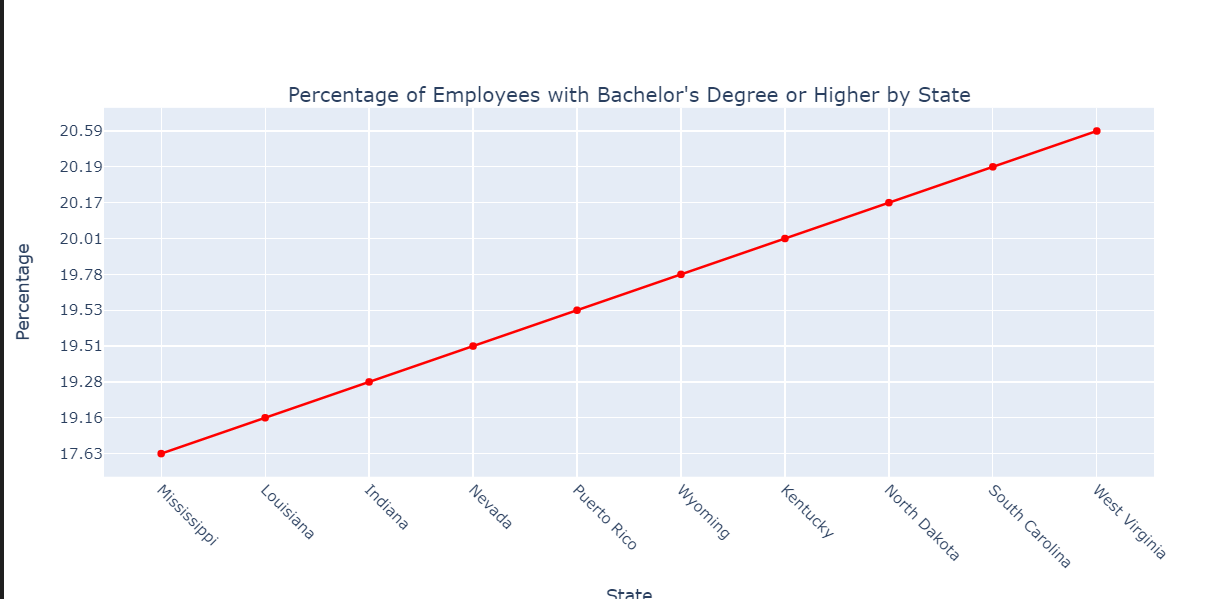 Percentage of Employees with Bachelor's Degree or Higher by State
20.59
20.19
20.17
20.01
19.78
19.53
19.51
19.28
19.16
17.63
Percentage
Mississippi
Louisiana
Indiana
Nevada
Puerto Rico
Wyoming
Kentucky
North Dakota
South Carolina
West Virginia
State